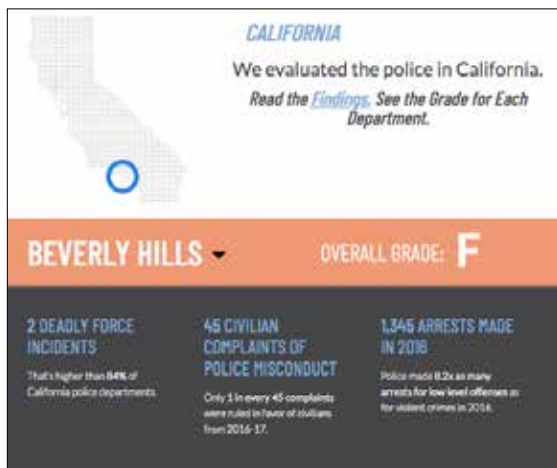 CALIFORNIA
We evaluated the police in California.
Read the Findings. See the Grade for Each
Department.
BEVERLY HILLS
OVERALL GRADE: F
2 DEADLY FORCE
INCIDENTS
That's higher than 84% of
California police departments.
45 CIVILIAN
COMPLAINTS OF
POLICE MISCONDUCT
Only 1 in every 45 complaints
were ruled in favor of civilians
from 2016-17.
1,345 ARRESTS MADE
IN 2016
Police made 8.2x as many
arrests for low level offenses as
for violent crimes in 2016.